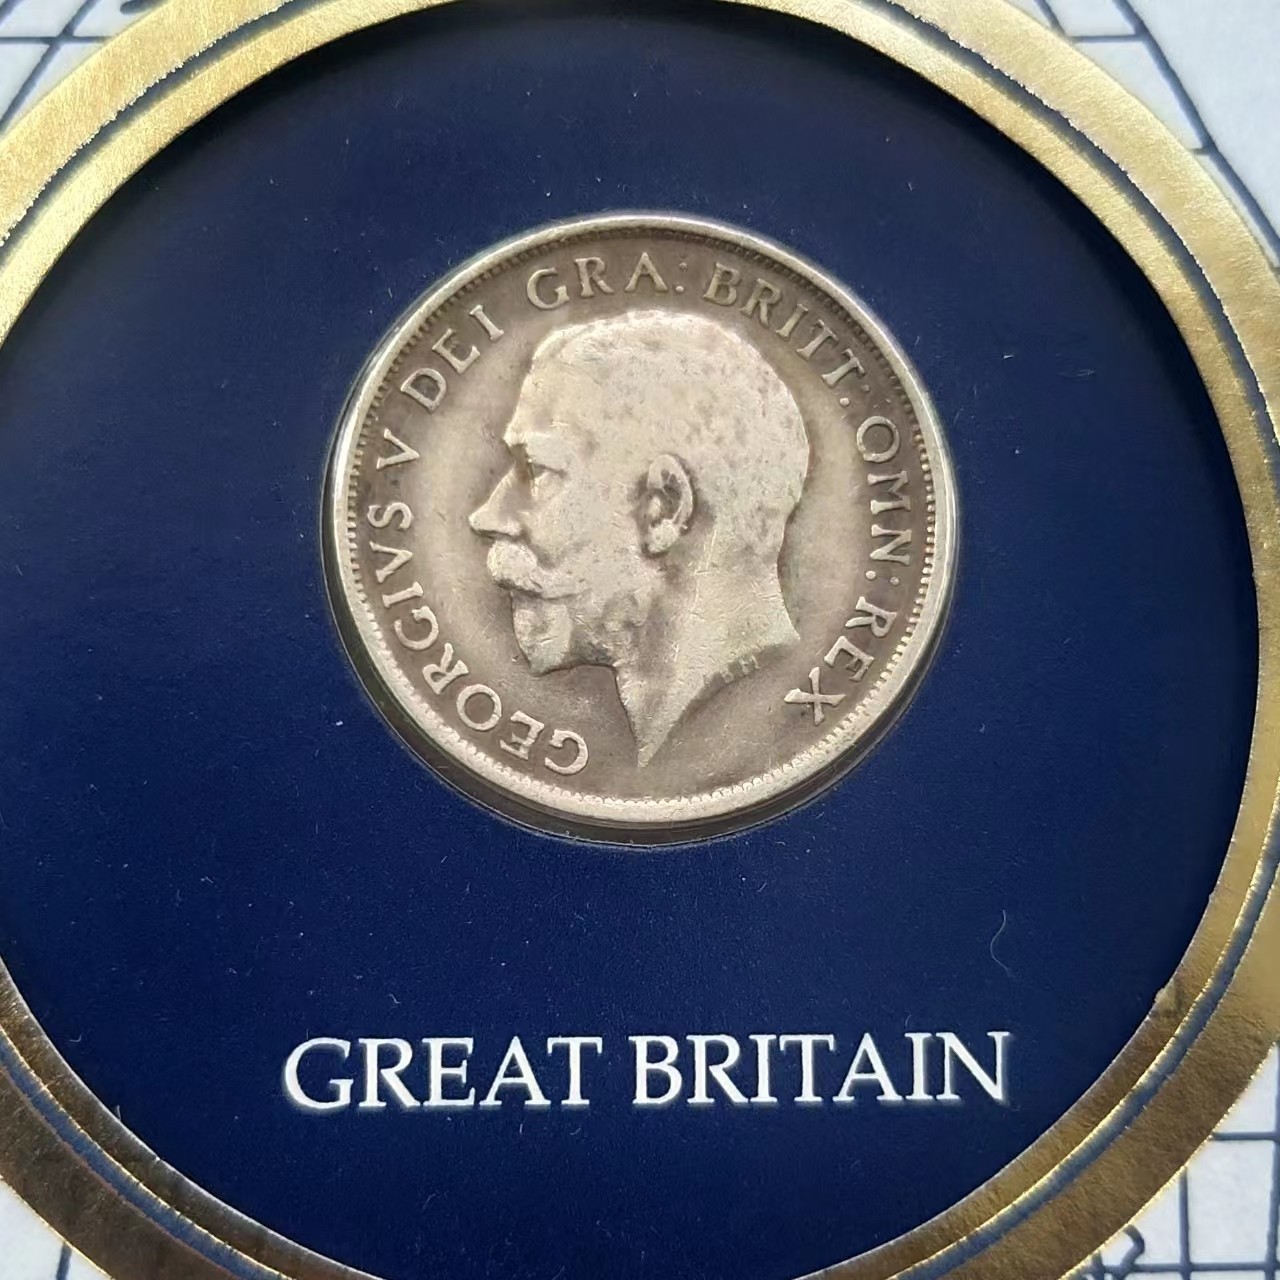 GEORGIVS V DEI GRA: BRITT: OMN: REX
GREAT BRITAIN